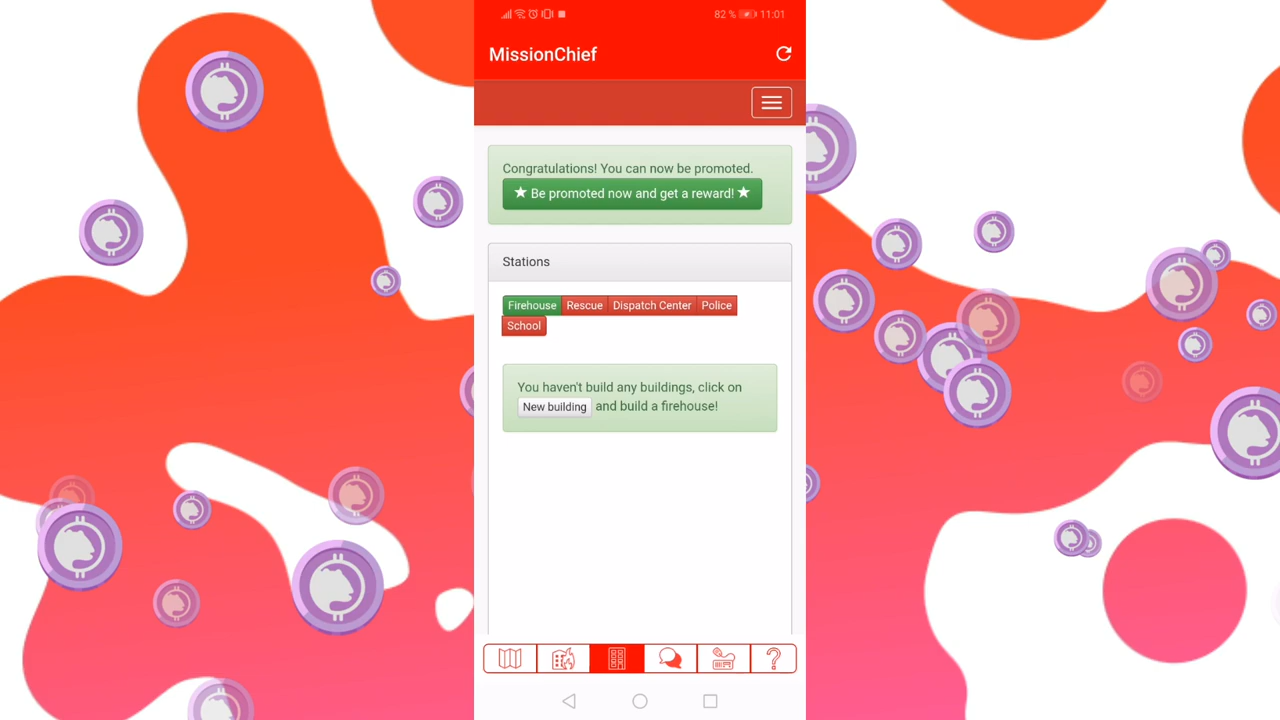 82 % 11:01
MissionChief
Congratulations! You can now be promoted.
★ Be promoted now and get a reward! ★
Stations
Firehouse Rescue Dispatch Center Police
School
You haven't build any buildings, click on
New building and build a firehouse!